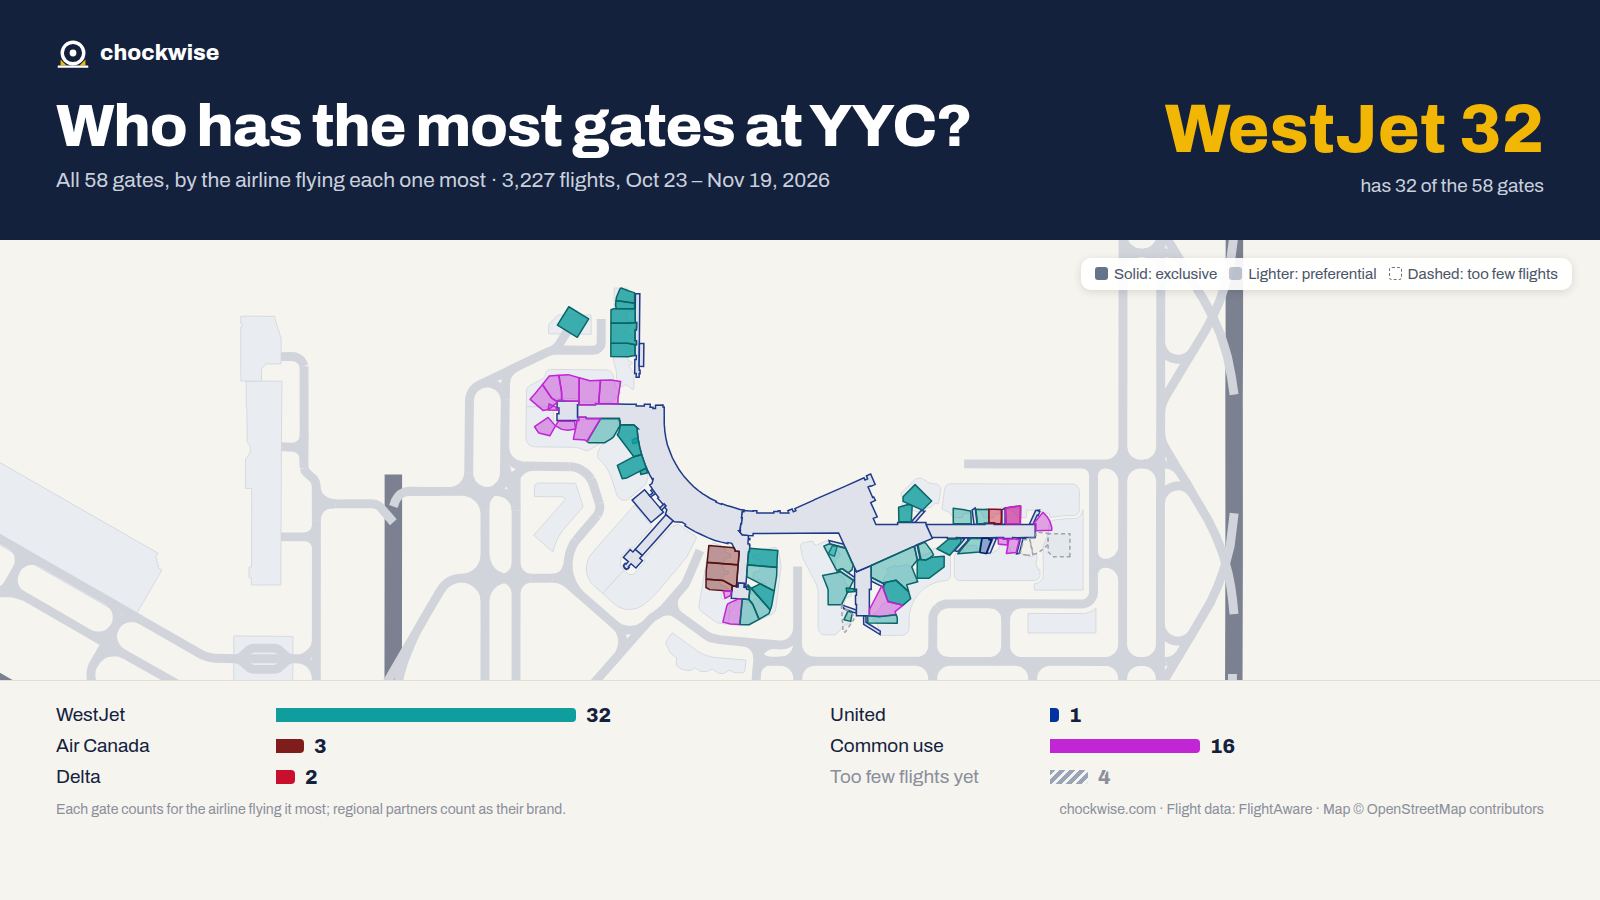 chockwise
Who has the most gates at YYC?
All 58 gates, by the airline flying each one most · 3,227 flights, Oct 23 – Nov 19, 2026
WestJet 32
has 32 of the 58 gates
Solid: exclusive
Lighter: preferential
Dashed: too few flights
WestJet 32
Air Canada 3
Delta 2
United 1
Common use 16
Too few flights yet 4
Each gate counts for the airline flying it most; regional partners count as their brand.
chockwise.com · Flight data: FlightAware · Map © OpenStreetMap contributors